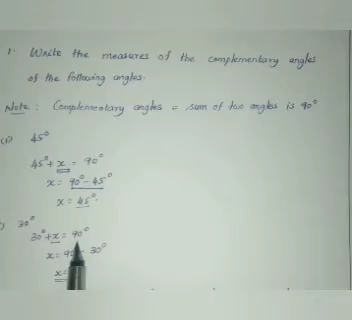 1. Write the measures of the complementary angles
of the following angles.
Note : Complementary angles = sum of two angles is 90°
(i) 45°
45° + x = 90°
x = 90° - 45°
x = 45°.
) 30°
30° + x = 90°
x = 9 30°
x =